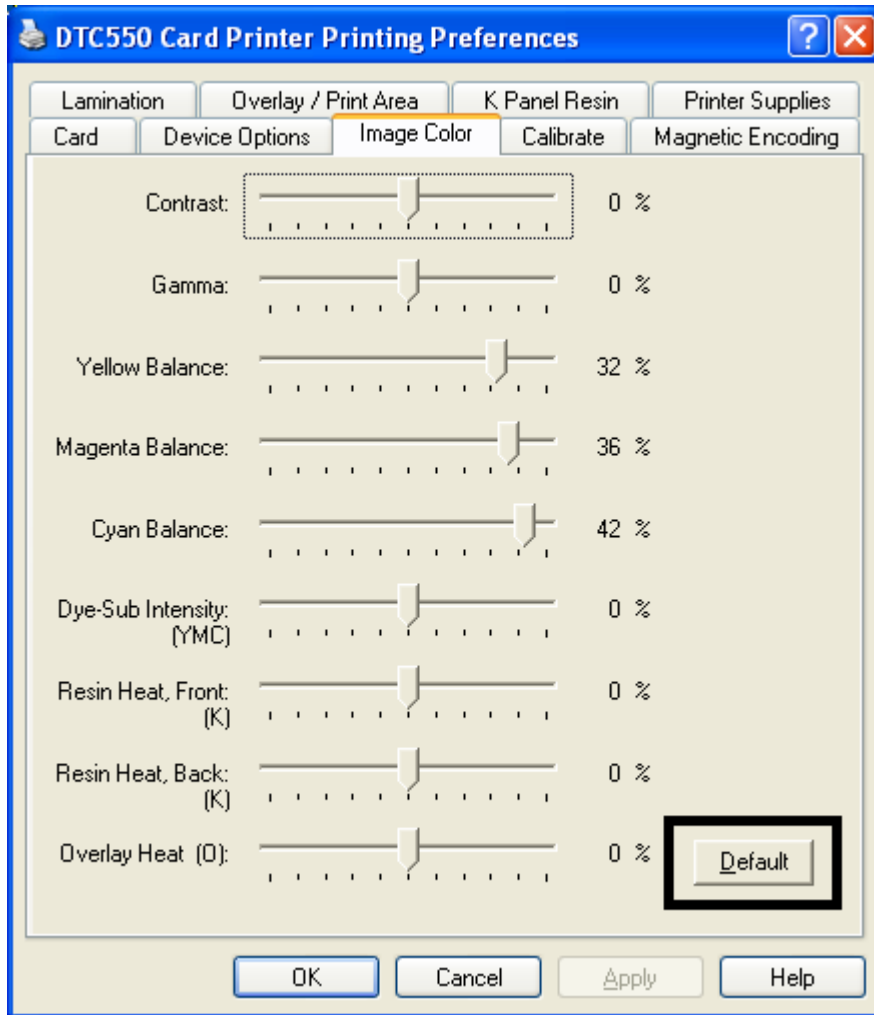 DTC550 Card Printer Printing Preferences
Lamination Overlay / Print Area K Panel Resin Printer Supplies
Card Device Options Image Color Calibrate Magnetic Encoding
Contrast: 0 %
Gamma: 0 %
Yellow Balance: 32 %
Magenta Balance: 36 %
Cyan Balance: 42 %
Dye-Sub Intensity: 0 %
(YMC)
Resin Heat, Front: 0 %
(K)
Resin Heat, Back: 0 %
(K)
Overlay Heat (O): 0 %
Default
OK Cancel Apply Help